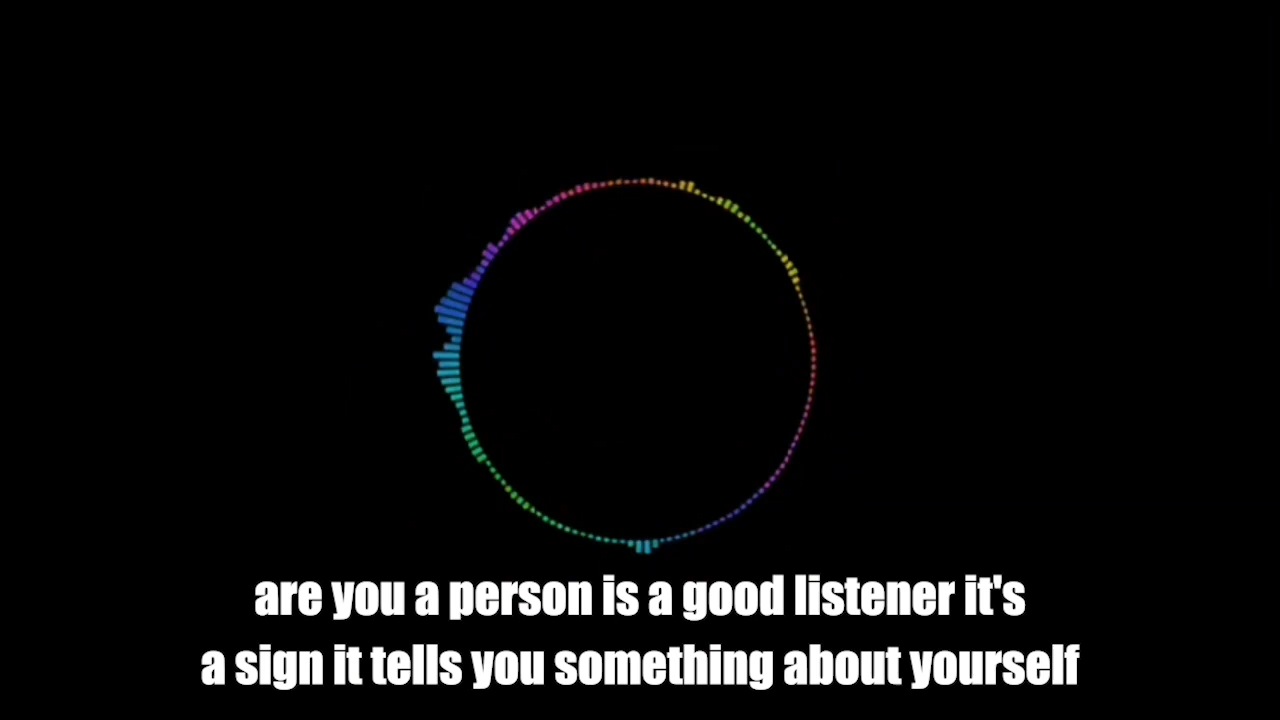 are you a person is a good listener it's
a sign it tells you something about yourself